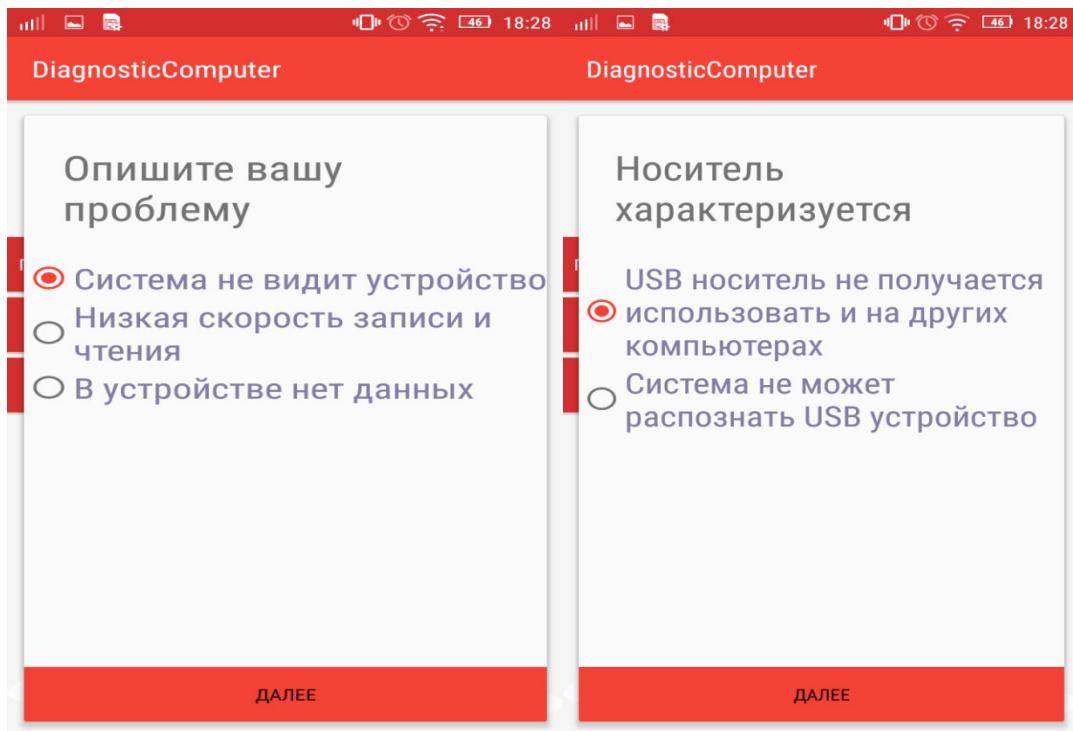 46 18:28
DiagnosticComputer
Опишите вашу
проблему
Система не видит устройство
Низкая скорость записи и
чтения
В устройстве нет данных
ДАЛЕЕ
46 18:28
DiagnosticComputer
Носитель
характеризуется
USB носитель не получается
использовать и на других
компьютерах
Система не может
распознать USB устройство
ДАЛЕЕ